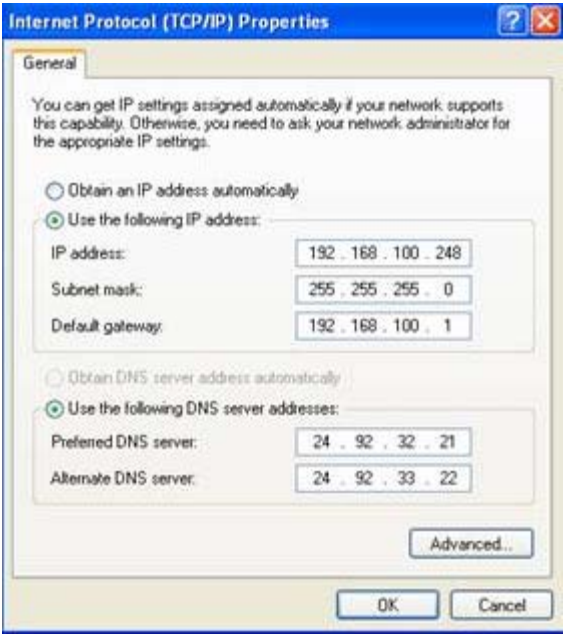 Internet Protocol (TCP/IP) Properties
General
You can get IP settings assigned automatically if your network supports
this capability. Otherwise, you need to ask your network administrator for
the appropriate IP settings.
Obtain an IP address automatically
Use the following IP address:
IP address: 192 . 168 . 100 . 248
Subnet mask: 255 . 255 . 255 . 0
Default gateway: 192 . 168 . 100 . 1
Obtain DNS server address automatically
Use the following DNS server addresses:
Preferred DNS server: 24 . 92 . 32 . 21
Alternate DNS server: 24 . 92 . 33 . 22
Advanced...
OK Cancel